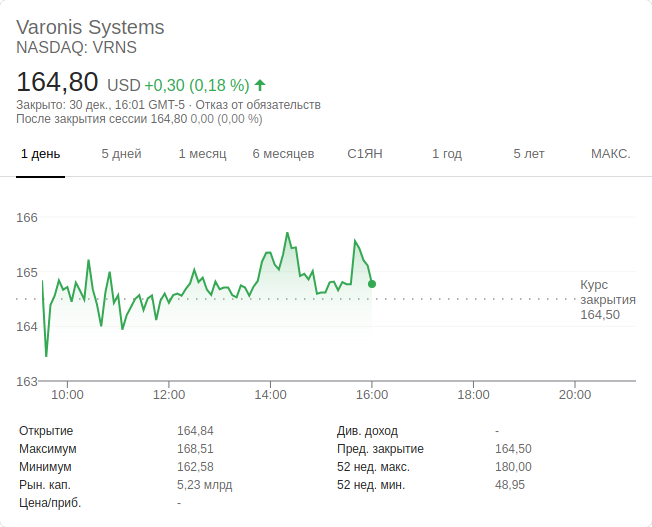 Varonis Systems
NASDAQ: VRNS
164,80 USD +0,30 (0,18 %)
Закрыто: 30 дек., 16:01 GMT-5 · Отказ от обязательств
После закрытия сессии 164,80 0,00 (0,00 %)
1 день 5 дней 1 месяц 6 месяцев С1ЯН 1 год 5 лет МАКС.
166
165
164
163
Курс
закрытия
164,50
10:00 12:00 14:00 16:00 18:00 20:00
Открытие 164,84 Див. доход -
Максимум 168,51 Пред. закрытие 164,50
Минимум 162,58 52 нед. макс. 180,00
Рын. кап. 5,23 млрд 52 нед. мин. 48,95
Цена/приб. -